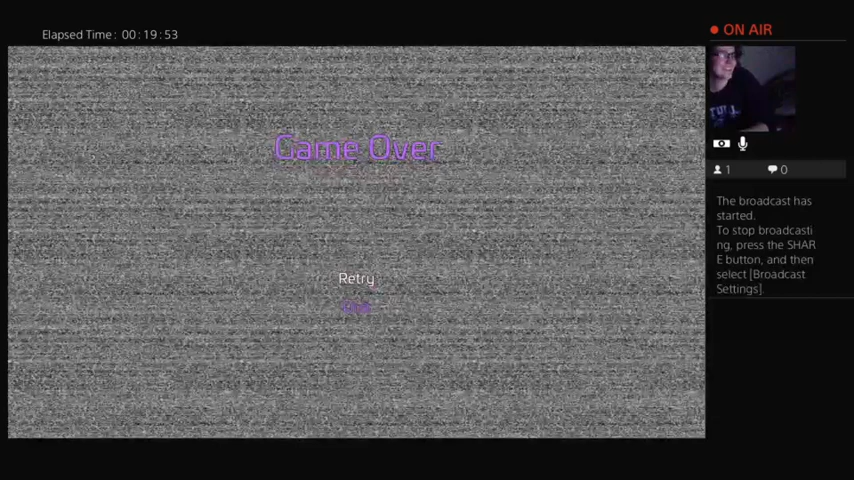 Elapsed Time : 00:19:53
ON AIR
Game Over
1
0
The broadcast has
started.
To stop broadcasti
ng, press the SHAR
E button, and then
select [Broadcast
Settings].
Retry